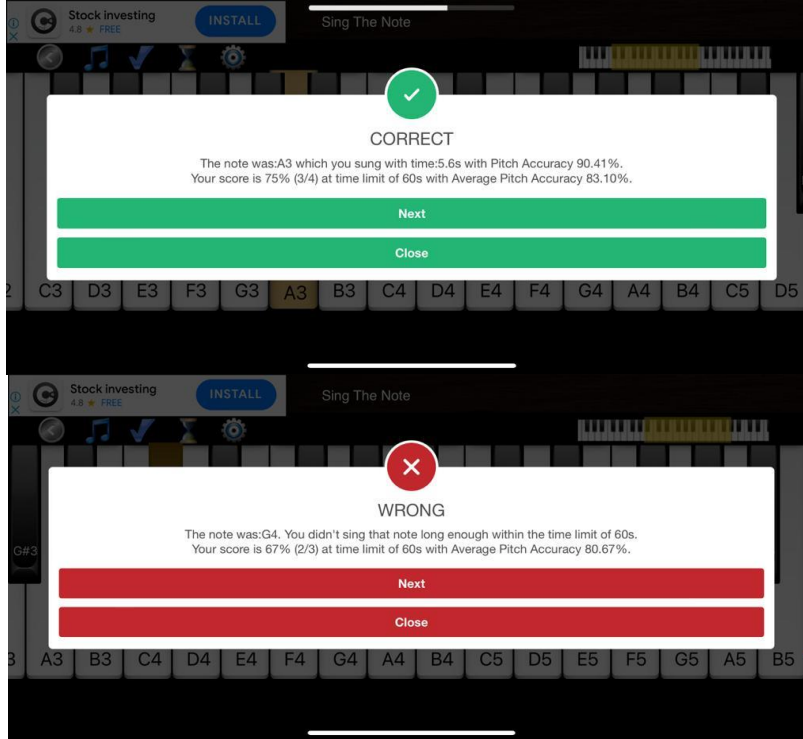 Stock investing
4.8 ★ FREE
INSTALL
Sing The Note
CORRECT
The note was:A3 which you sung with time:5.6s with Pitch Accuracy 90.41%.
Your score is 75% (3/4) at time limit of 60s with Average Pitch Accuracy 83.10%.
Next
Close
2 C3 D3 E3 F3 G3 A3 B3 C4 D4 E4 F4 G4 A4 B4 C5 D5
Stock investing
4.8 ★ FREE
INSTALL
Sing The Note
WRONG
The note was:G4. You didn't sing that note long enough within the time limit of 60s.
Your score is 67% (2/3) at time limit of 60s with Average Pitch Accuracy 80.67%.
G#3
Next
Close
3 A3 B3 C4 D4 E4 F4 G4 A4 B4 C5 D5 E5 F5 G5 A5 B5